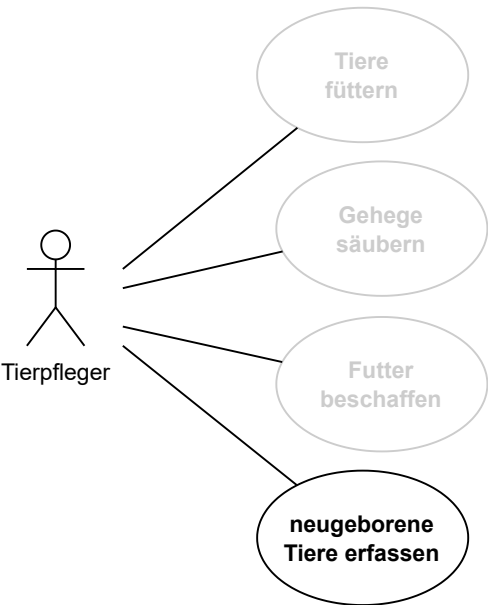 Tiere
füttern
Gehege
säubern
Tierpfleger
Futter
beschaffen
neugeborene
Tiere erfassen